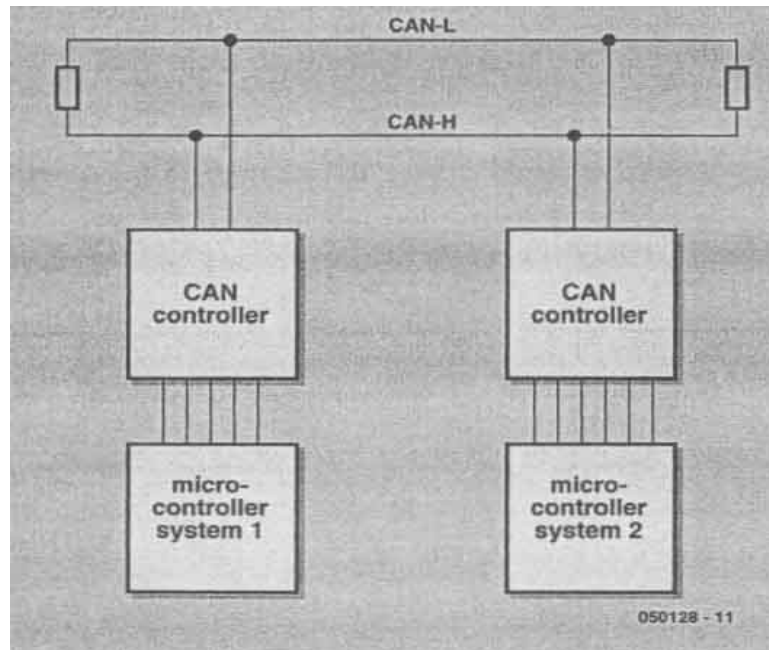 CAN-L
CAN-H
CAN
controller
CAN
controller
micro-
controller
system 1
micro-
controller
system 2
050128 - 11